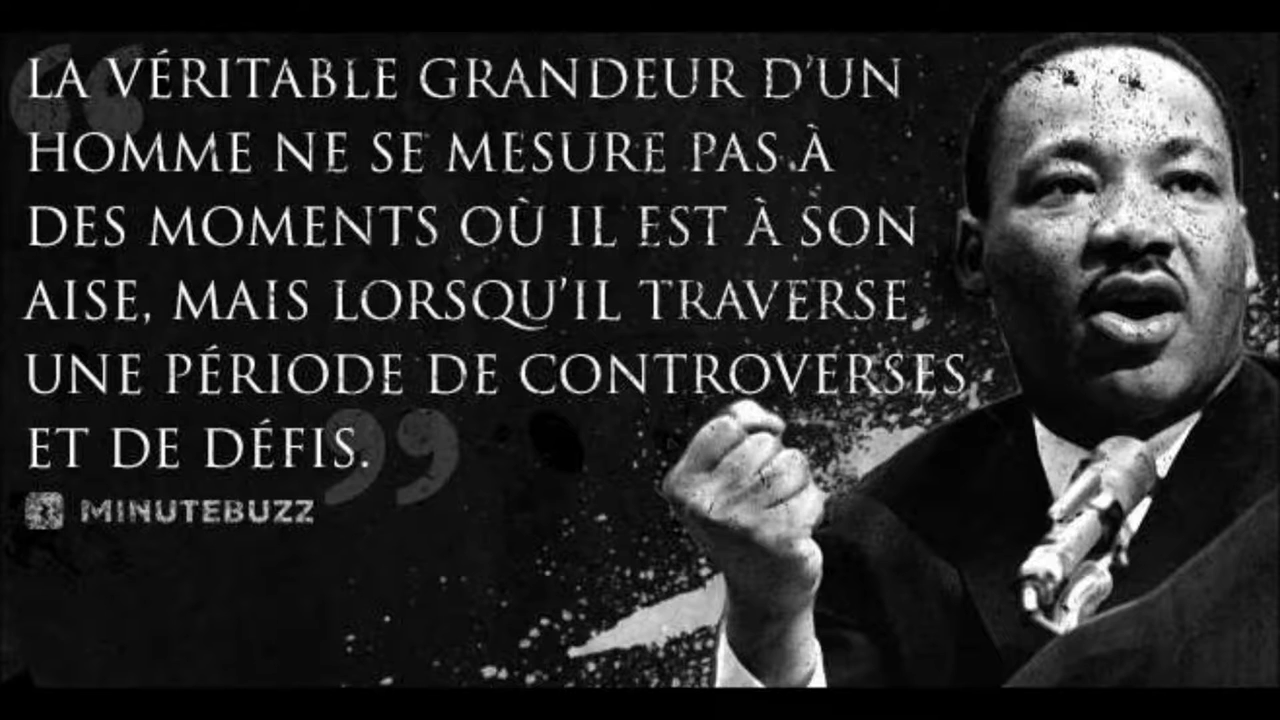 LA VÉRITABLE GRANDEUR D'UN
HOMME NE SE MESURE PAS À
DES MOMENTS OÙ IL EST À SON
AISE, MAIS LORSQU'IL TRAVERSE
UNE PÉRIODE DE CONTROVERSES
ET DE DÉFIS.
MINUTEBUZZ